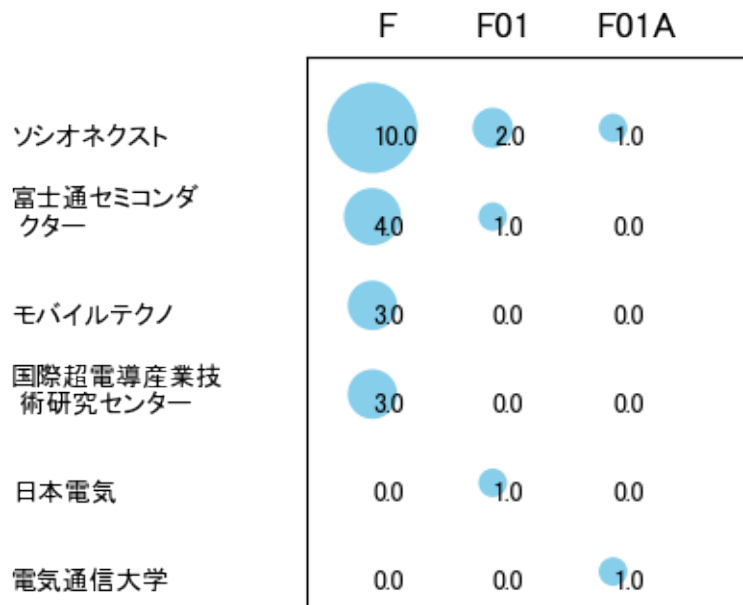 F F01 F01A
ソシオネクスト 10.0 2.0 1.0
富士通セミコンダ
クター 4.0 1.0 0.0
モバイルテクノ 3.0 0.0 0.0
国際超電導産業技
術研究センター 3.0 0.0 0.0
日本電気 0.0 1.0 0.0
電気通信大学 0.0 0.0 1.0